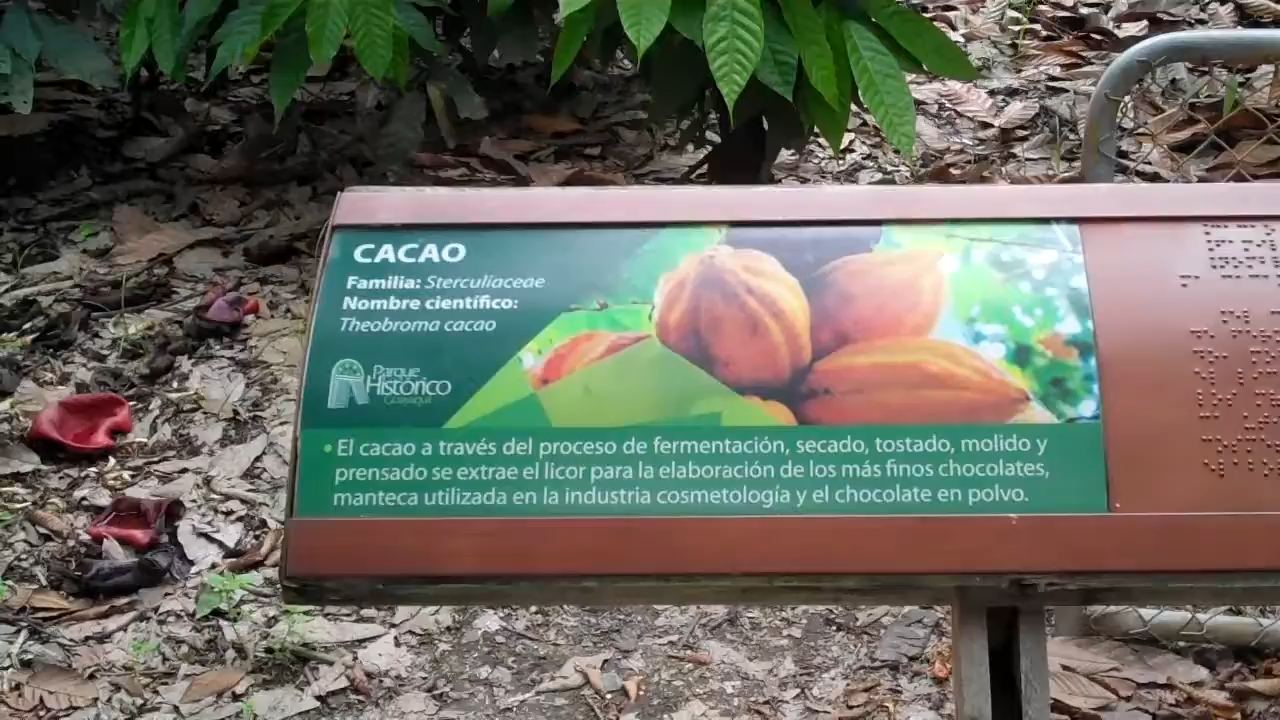 CACAO
Familia: Sterculiaceae
Nombre científico:
Theobroma cacao
Parque
Histórico
Guayaquil
• El cacao a través del proceso de fermentación, secado, tostado, molido y
prensado se extrae el licor para la elaboración de los más finos chocolates,
manteca utilizada en la industria cosmetología y el chocolate en polvo.